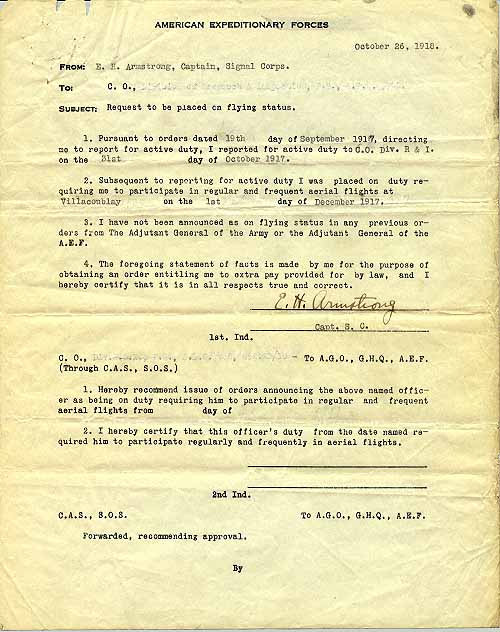 AMERICAN EXPEDITIONARY FORCES
October 26, 1918.
FROM: E. H. Armstrong, Captain, Signal Corps.
TO: C. O., Division of Research & Inspection,
SUBJECT: Request to be placed on flying status.
1. Pursuant to orders dated 19th day of September 1917, directing
me to report for active duty, I reported for active duty to C.O. Div. R & I.
on the 31st day of October 1917.
2. Subsequent to reporting for active duty I was placed on duty re-
quiring me to participate in regular and frequent aerial flights at
Villacoublay on the 1st day of December 1917.
3. I have not been announced as on flying status in any previous or-
ders from The Adjutant General of the Army or the Adjutant General of the
A.E.F.
4. The foregoing statement of facts is made by me for the purpose of
obtaining an order entitling me to extra pay provided for by law, and I
hereby certify that it is in all respects true and correct.
E. H. Armstrong
Capt. S. C.
1st. Ind.
C. O., To A.G.O., G.H.Q., A.E.F.
(Through C.A.S., S.O.S.)
1. Hereby recommend issue of orders announcing the above named offic-
er as being on duty requiring him to participate in regular and frequent
aerial flights from day of
2. I hereby certify that this officer's duty from the date named re-
quired him to participate regularly and frequently in aerial flights.
2nd Ind.
C.A.S., S.O.S. To A.G.O., G.H.Q., A.E.F.
Forwarded, recommending approval.
By